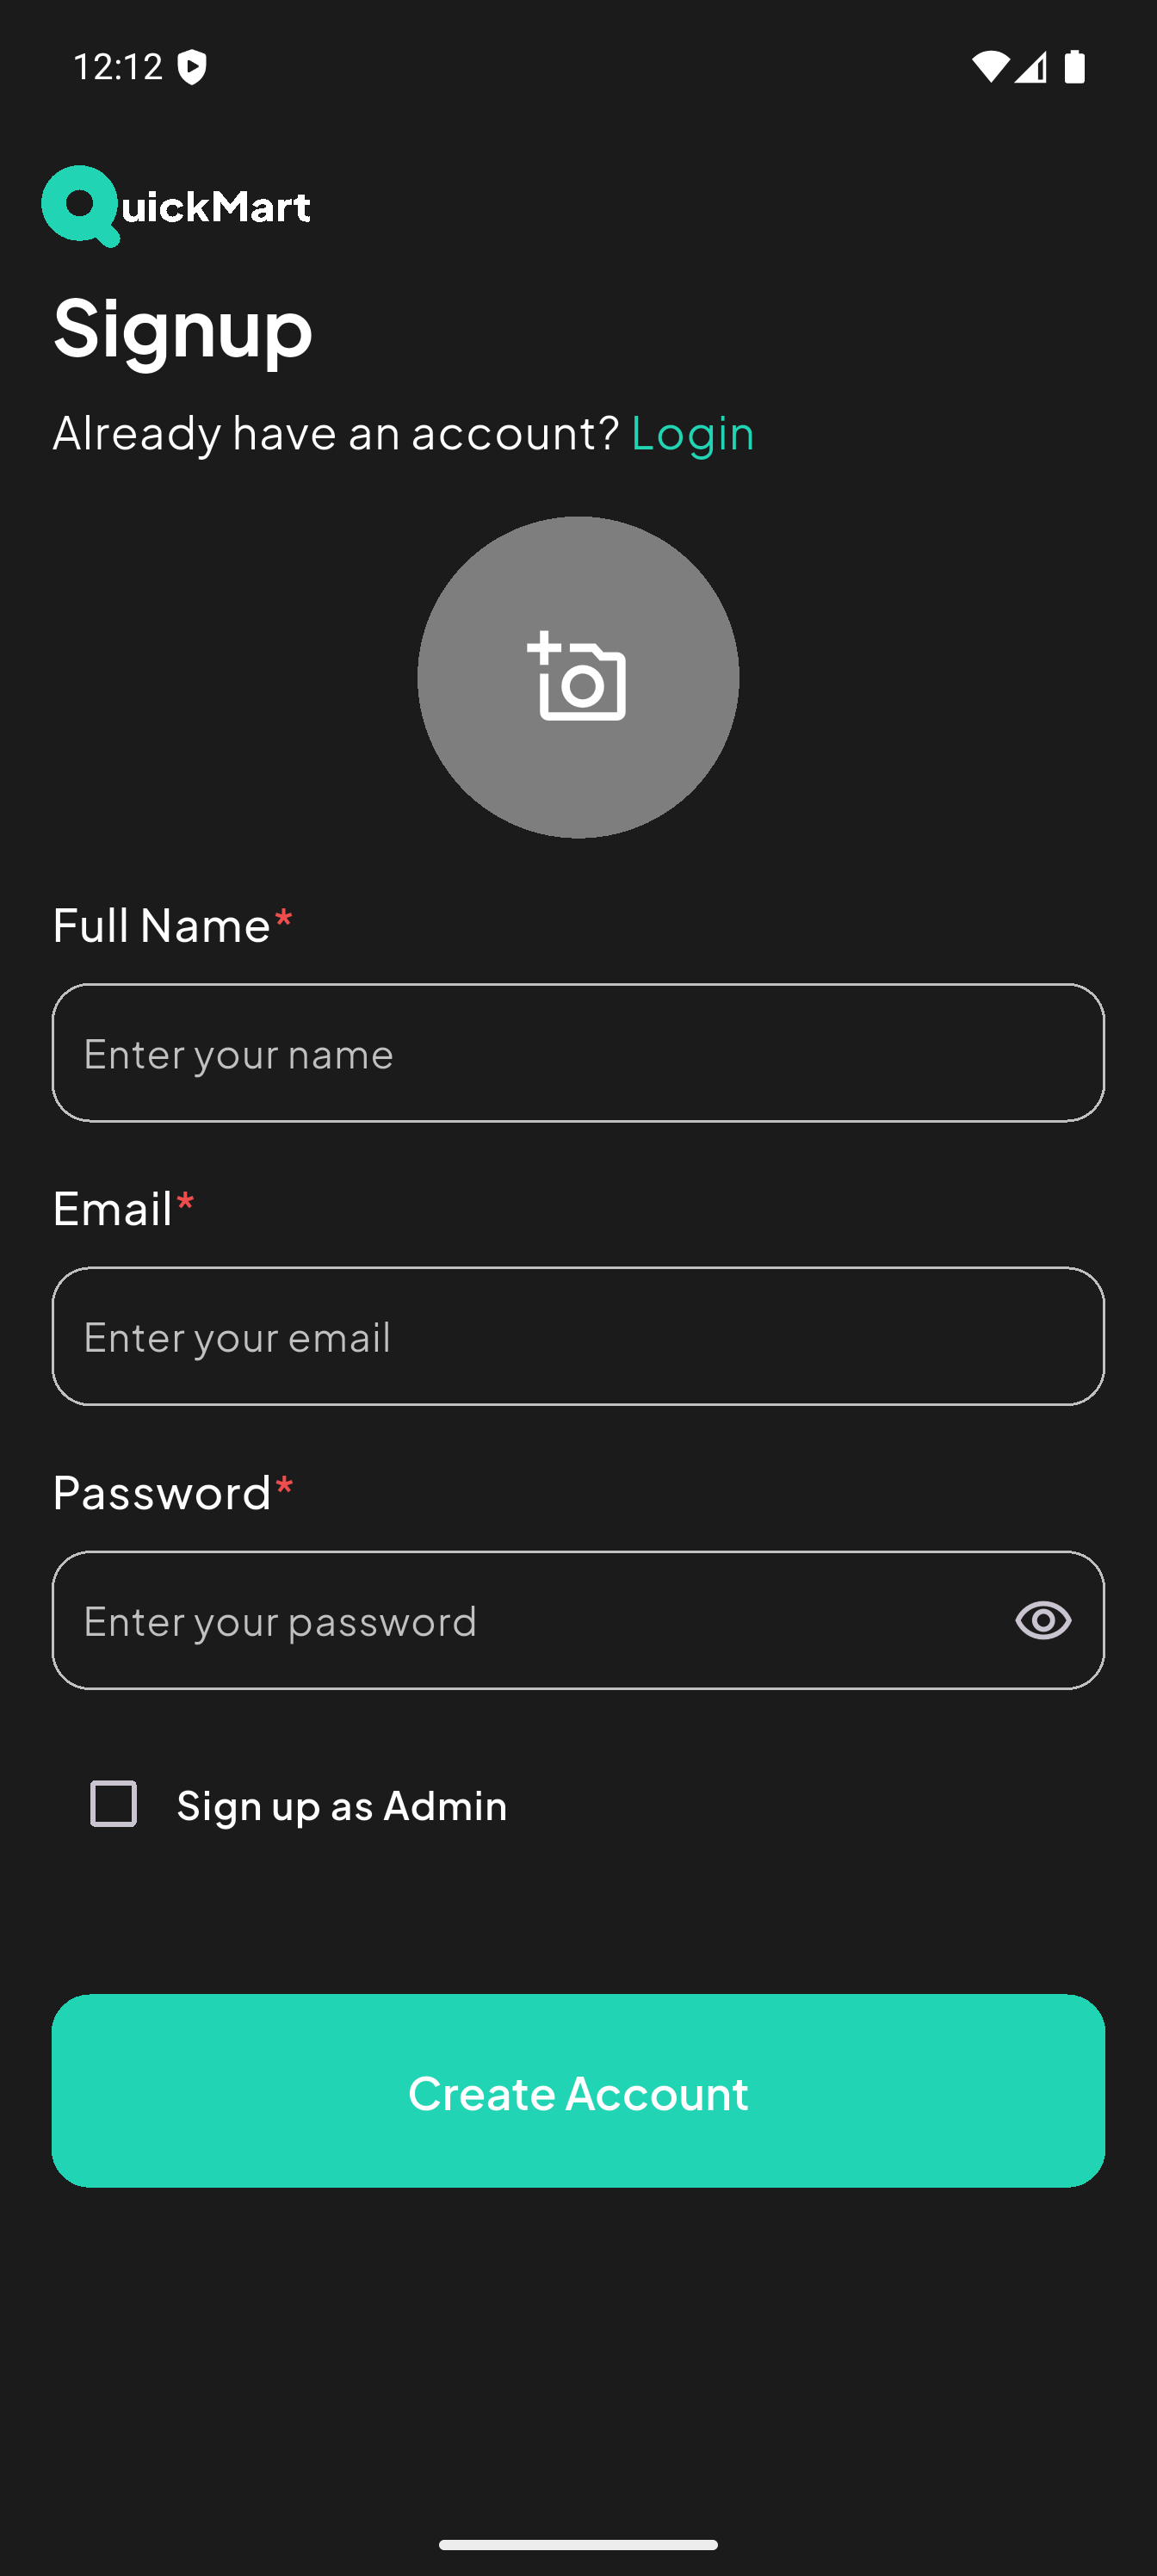 12:12
QuickMart
Signup
Already have an account? Login
Full Name*
Enter your name
Email*
Enter your email
Password*
Enter your password
Sign up as Admin
Create Account